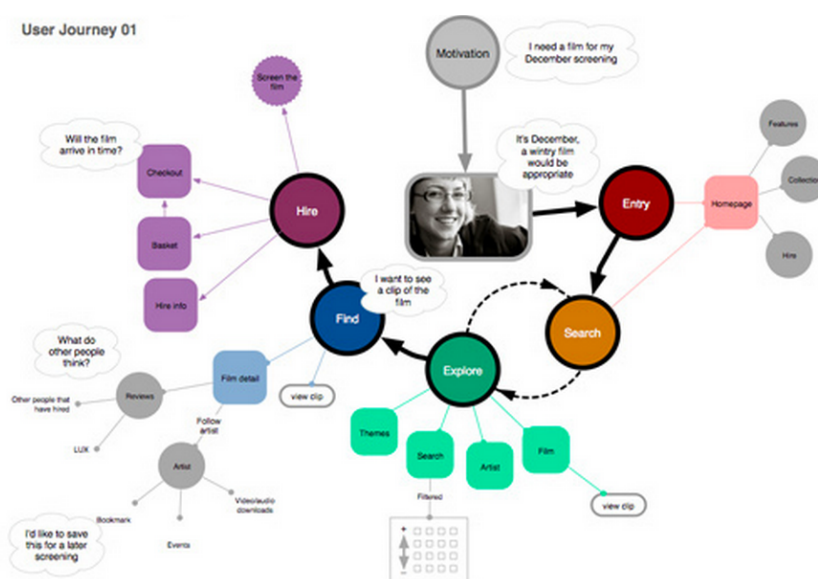 User Journey 01
Motivation
I need a film for my
December screening
Screen the
film
Will the film
arrive in time?
It's December,
a wintry film
would be
appropriate
Features
Checkout
Collection
Hire
Entry
Homepage
Basket
Hire
I want to see
a clip of the
film
Hire info
Find
Search
What do
other people
think?
Explore
Film detail
Reviews
view clip
Other people that
have hired
Follow
artist
Themes
Search
Artist
Film
LUX
Artist
Filtered
view clip
Bookmark
Video/audio
downloads
Events
I'd like to save
this for a later
screening
+
–